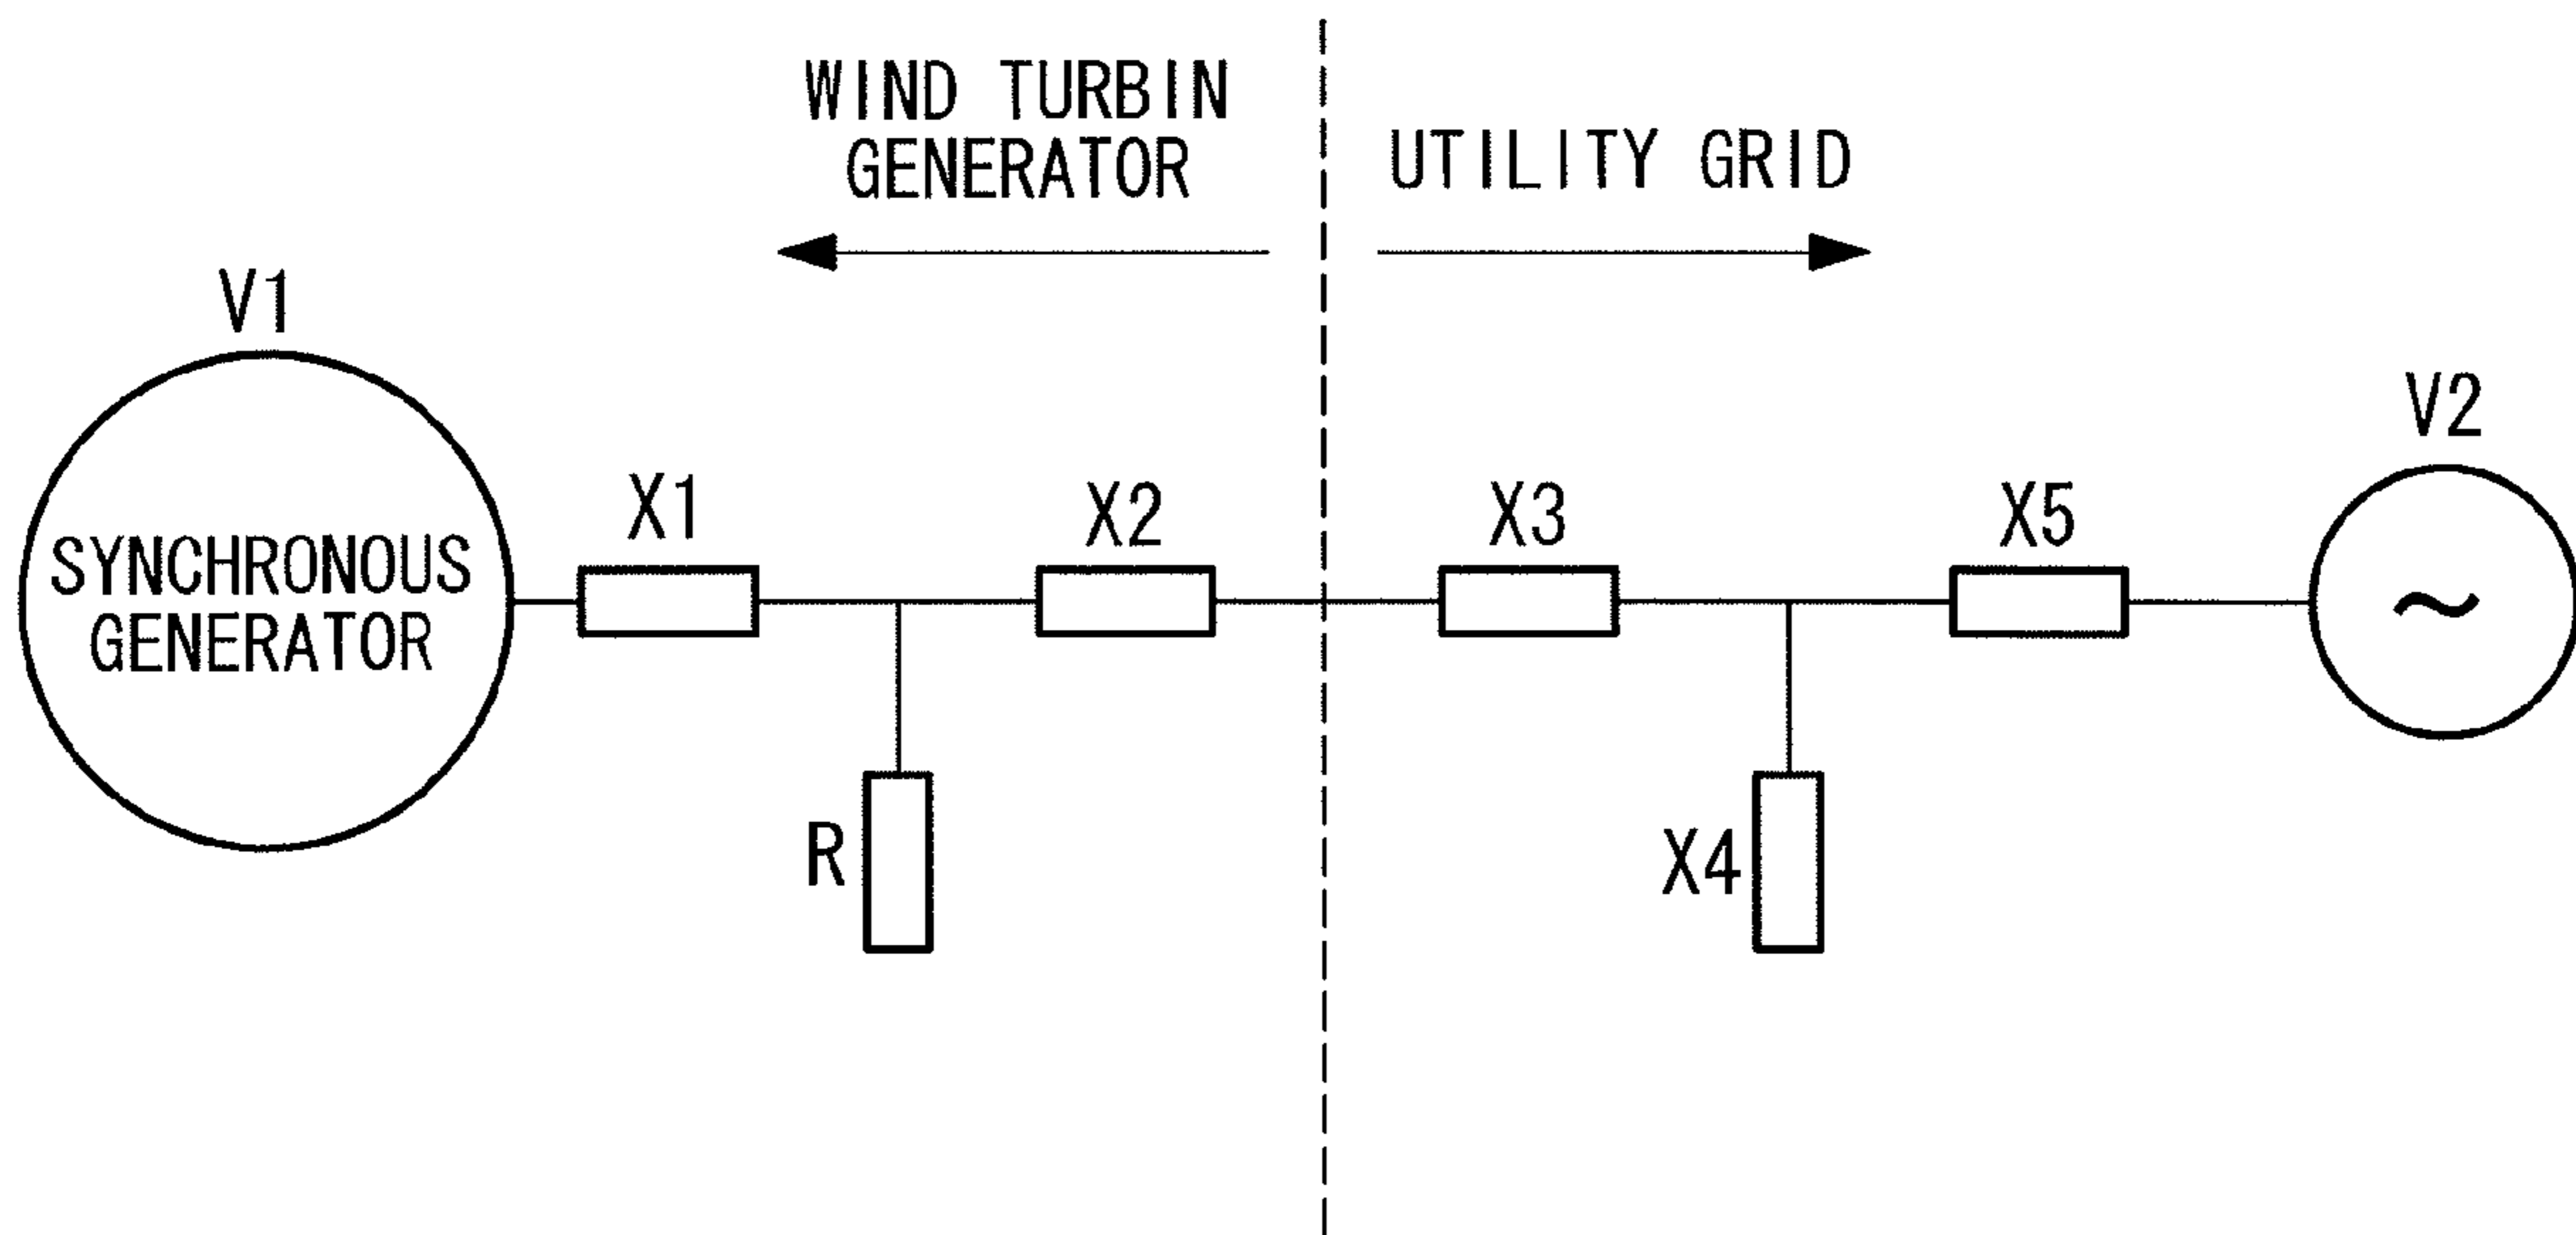 WIND TURBIN
GENERATOR
UTILITY GRID
V1
V2
X1
X2
X3
X5
SYNCHRONOUS
GENERATOR
~
R
X4